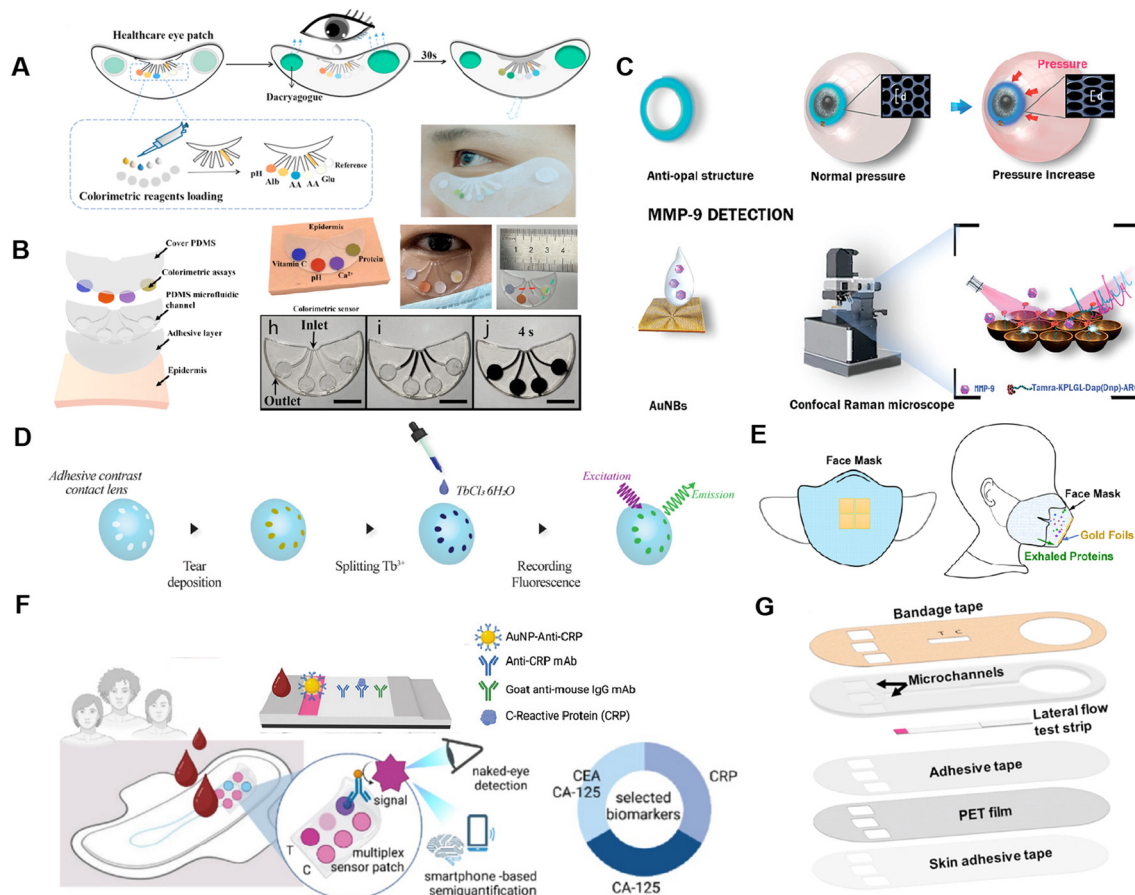 A
Healthcare eye patch
30s
Dacryagogue
Colorimetric reagents loading
pH
Alb
AA
AA
Glu
Reference
B
Cover PDMS
Colorimetric assays
PDMS microfluidic
channel
Adhesive layer
Epidermis
Epidermis
Vitamin C
pH
Ca²⁺
Protein
Colorimetric sensor
1 2 3 4
h
Inlet
Outlet
i
j
4 s
C
Pressure
d
d
Anti-opal structure
Normal pressure
Pressure Increase
MMP-9 DETECTION
AuNBs
Confocal Raman microscope
MMP-9
Tamra-KPLGL-Dap(Dnp)-AR
D
Adhesive contrast
contact lens
Tear
deposition
Splitting Tb³⁺
TbCl₃ 6H₂O
Recording
Fluorescence
Excitation
Emission
E
Face Mask
Face Mask
Gold Foils
Exhaled Proteins
F
AuNP-Anti-CRP
Anti-CRP mAb
Goat anti-mouse IgG mAb
C-Reactive Protein (CRP)
T
C
multiplex
sensor patch
signal
naked-eye
detection
smartphone -based
semiquantification
CEA
CA-125
CRP
selected
biomarkers
CA-125
G
Bandage tape
T C
Microchannels
Lateral flow
test strip
Adhesive tape
PET film
Skin adhesive tape